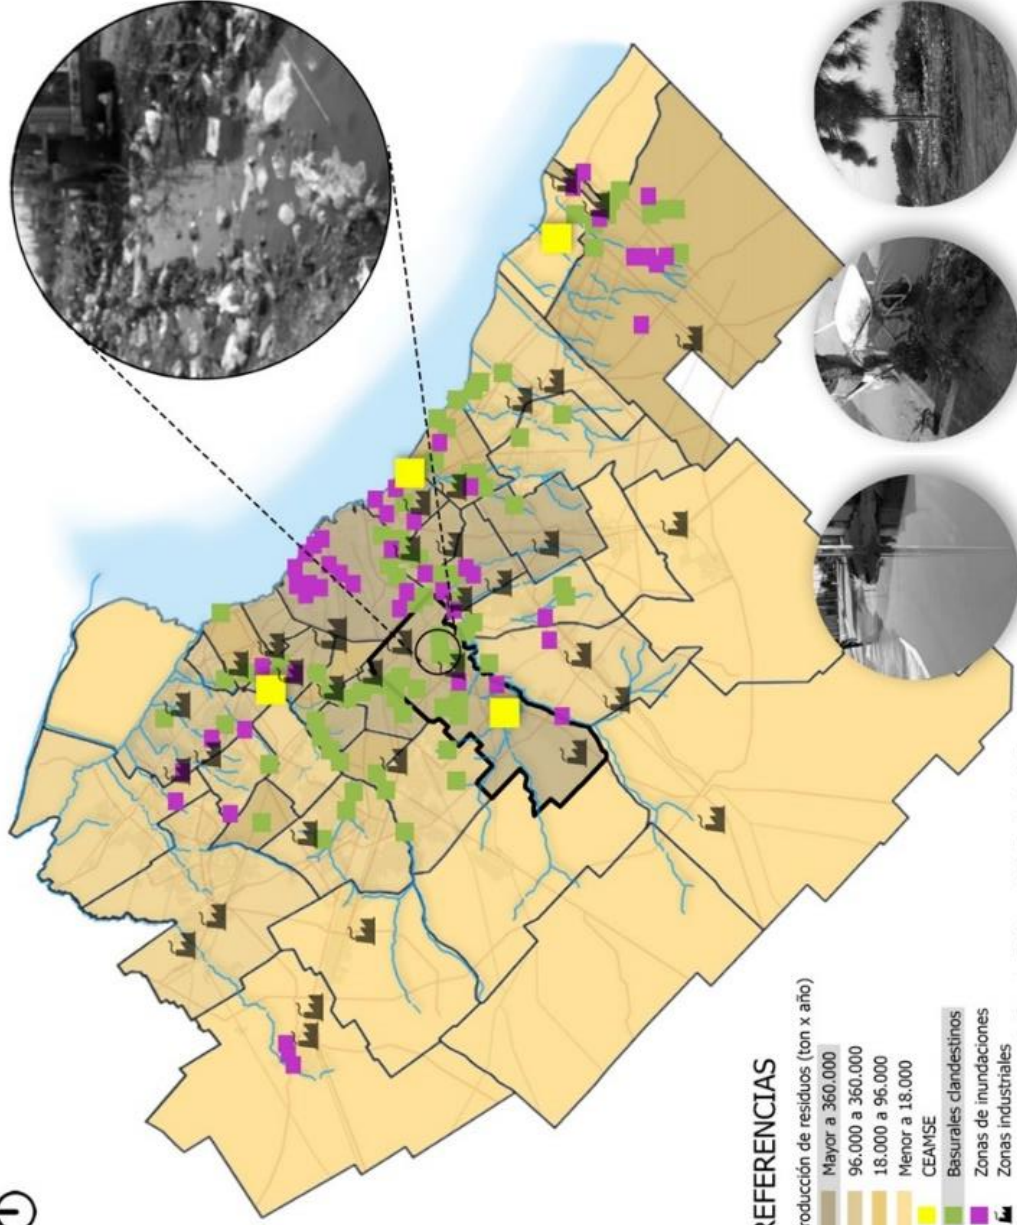 REFERENCIAS
roducción de residuos (ton x año)
Mayor a 360.000
96.000 a 360.000
18.000 a 96.000
Menor a 18.000
CEAMSE
Basurales clandestinos
Zonas de inundaciones
Zonas industriales